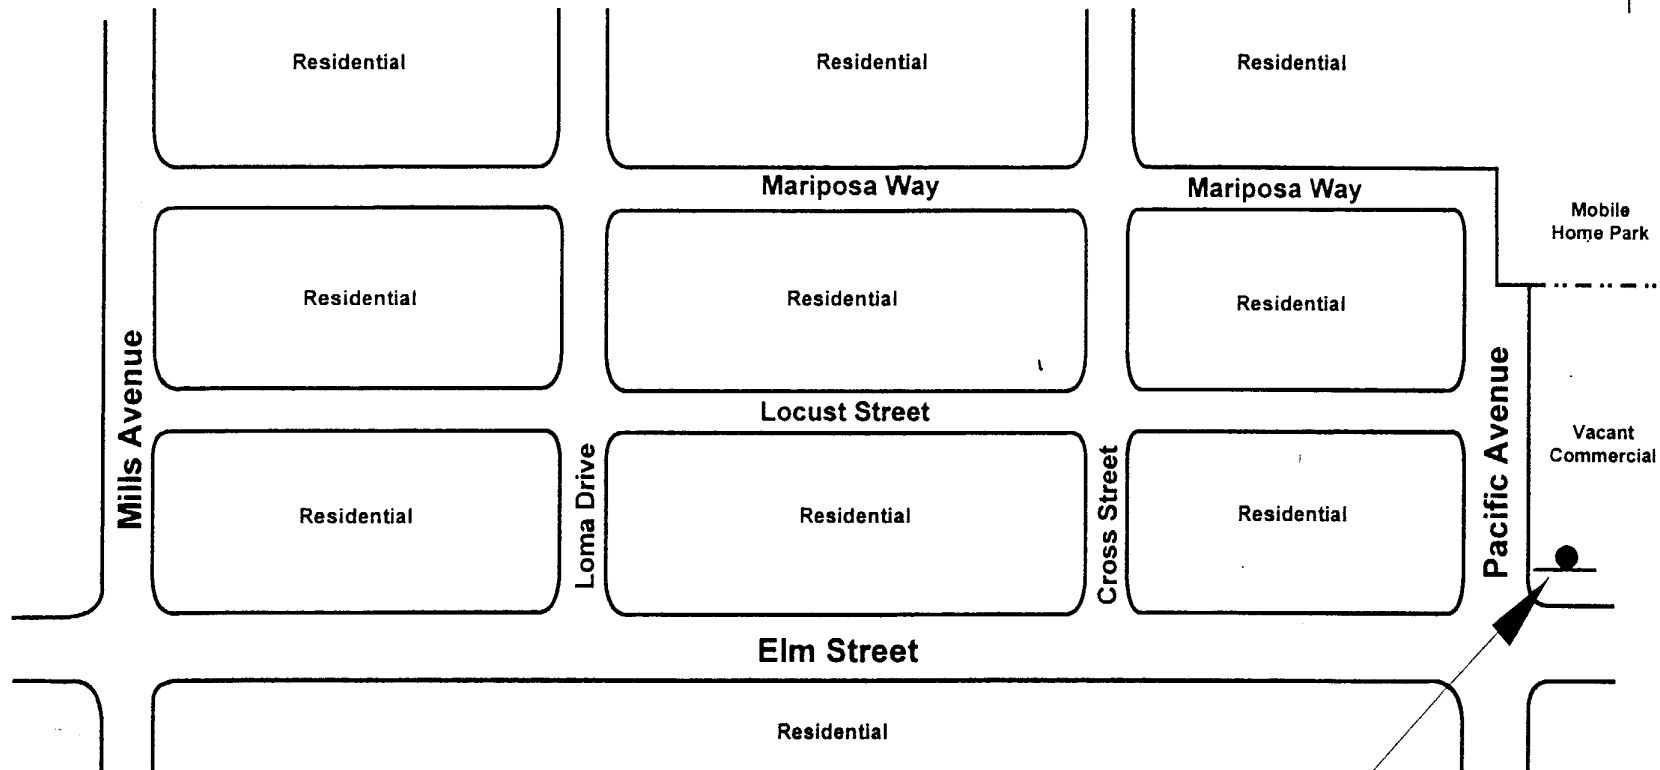 Residential
Residential
Residential
Mariposa Way
Mariposa Way
Mobile
Home Park
Residential
Residential
Residential
Mills Avenue
Locust Street
Pacific Avenue
Vacant
Commercial
Loma Drive
Cross Street
Residential
Residential
Residential
Elm Street
Residential